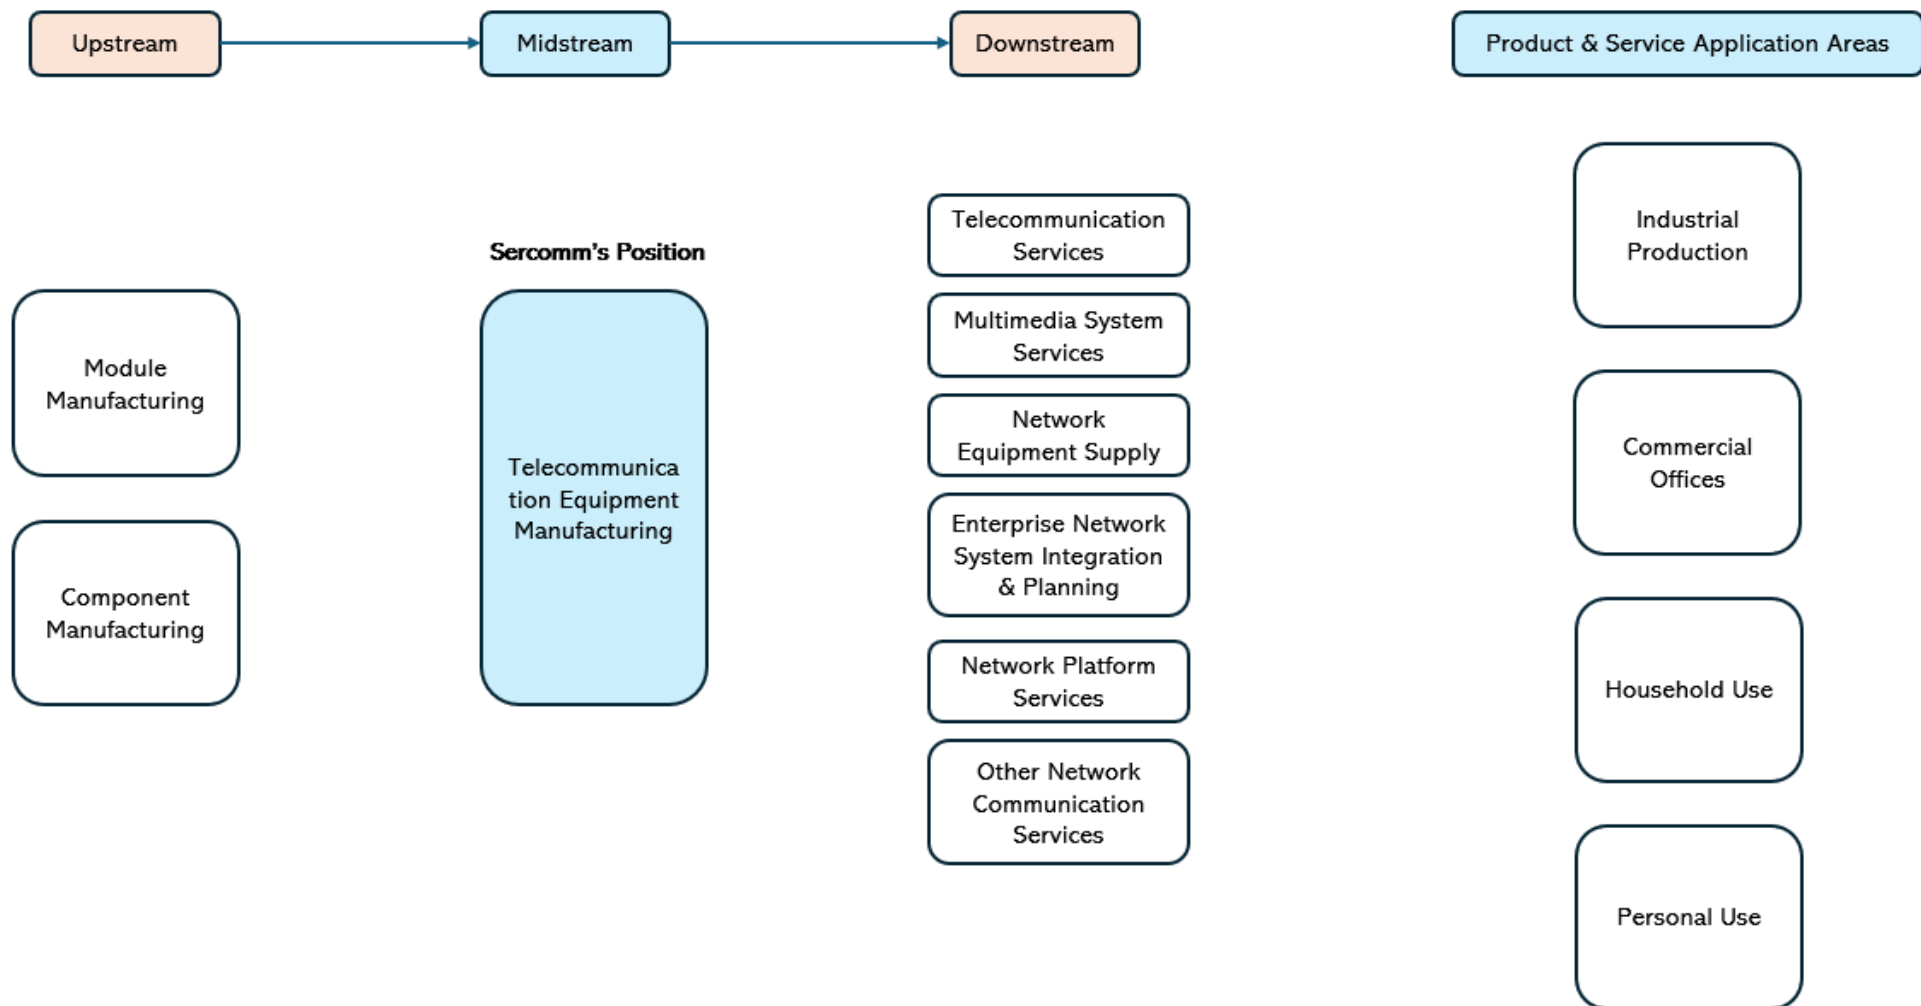 Upstream
Midstream
Downstream
Product & Service Application Areas
Sercomm's Position
Module
Manufacturing
Component
Manufacturing
Telecommunica
tion Equipment
Manufacturing
Telecommunication
Services
Multimedia System
Services
Network
Equipment Supply
Enterprise Network
System Integration
& Planning
Network Platform
Services
Other Network
Communication
Services
Industrial
Production
Commercial
Offices
Household Use
Personal Use